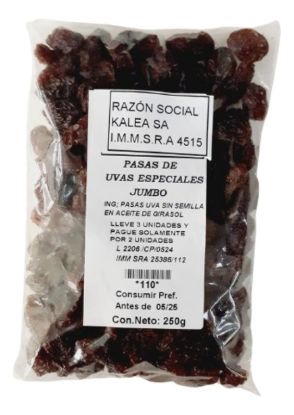 RAZÓN SOCIAL
KALEA SA
I.M.M.S.R.A 4515
PASAS DE
UVAS ESPECIALES
JUMBO
ING; PASAS UVA SIN SEMILLA
EN ACEITE DE GIRASOL
LLEVE 3 UNIDADES Y
PAGUE SOLAMENTE
POR 2 UNIDADES
L 2206 /CP/0524
IMM SRA 25386/112
*110*
Consumir Pref.
Antes de 05/25
Con.Neto: 250g